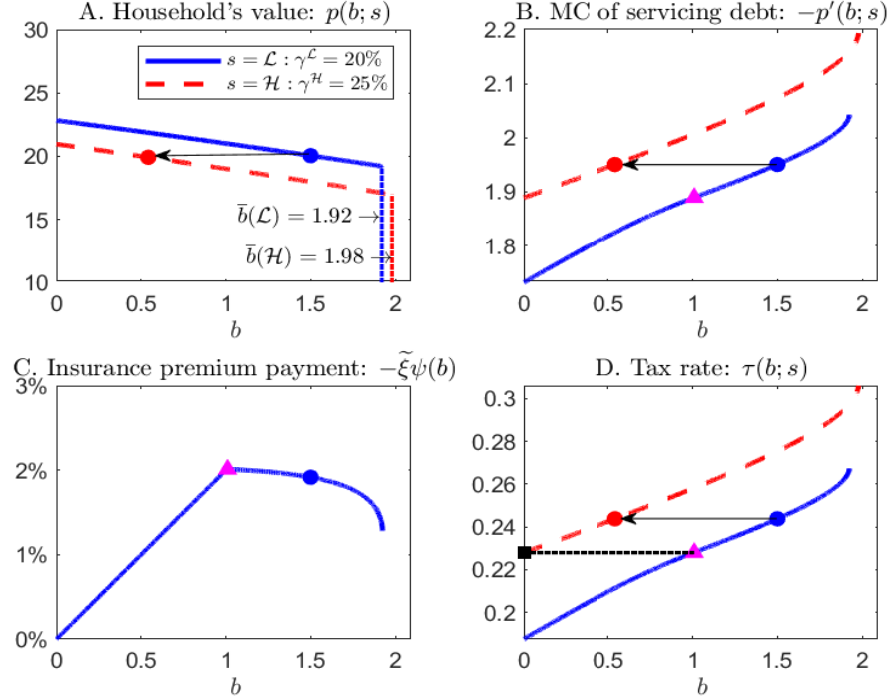 A. Household's value: p(b; s)
30
25
20
15
10
s = ℒ : γ^ℒ = 20%
s = ℋ : γ^ℋ = 25%
b̄(ℒ) = 1.92→
b̄(ℋ) = 1.98→
0 0.5 1 1.5 2
b
B. MC of servicing debt: −p′(b; s)
2.2
2.1
2
1.9
1.8
0 0.5 1 1.5 2
b
C. Insurance premium payment: −ξ̃ψ(b)
3%
2%
1%
0%
0 0.5 1 1.5 2
b
D. Tax rate: τ(b; s)
0.3
0.28
0.26
0.24
0.22
0.2
0 0.5 1 1.5 2
b